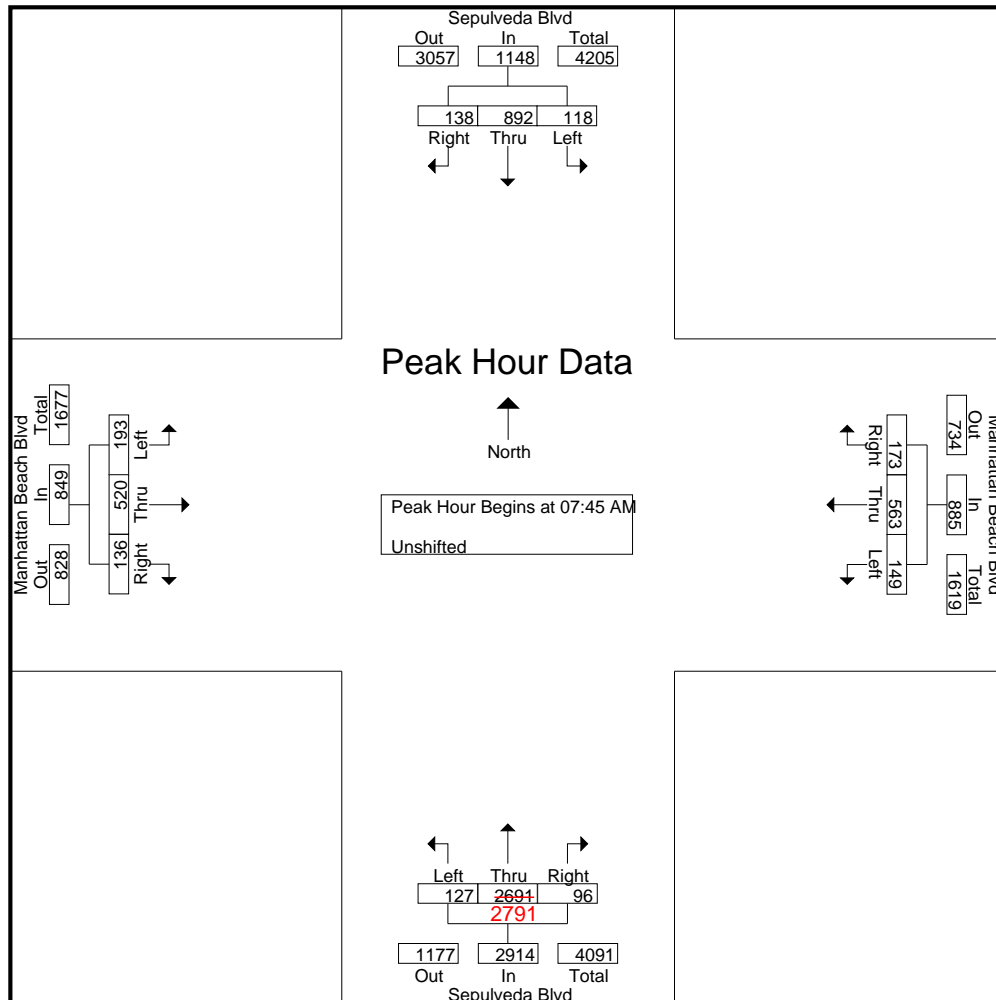 Sepulveda Blvd
Out In Total
3057 1148 4205
138 892 118
Right Thru Left
Peak Hour Data
North
Peak Hour Begins at 07:45 AM
Unshifted
Manhattan Beach Blvd
Total In Out
1677 849 828
193 520 136
Left Thru Right
Right Thru Left
173 563 149
734 885 1619
Out In Total
Manhattan Beach Blvd
Left Thru Right
127 2691 96
2791
1177 2914 4091
Out In Total
Sepulveda Blvd